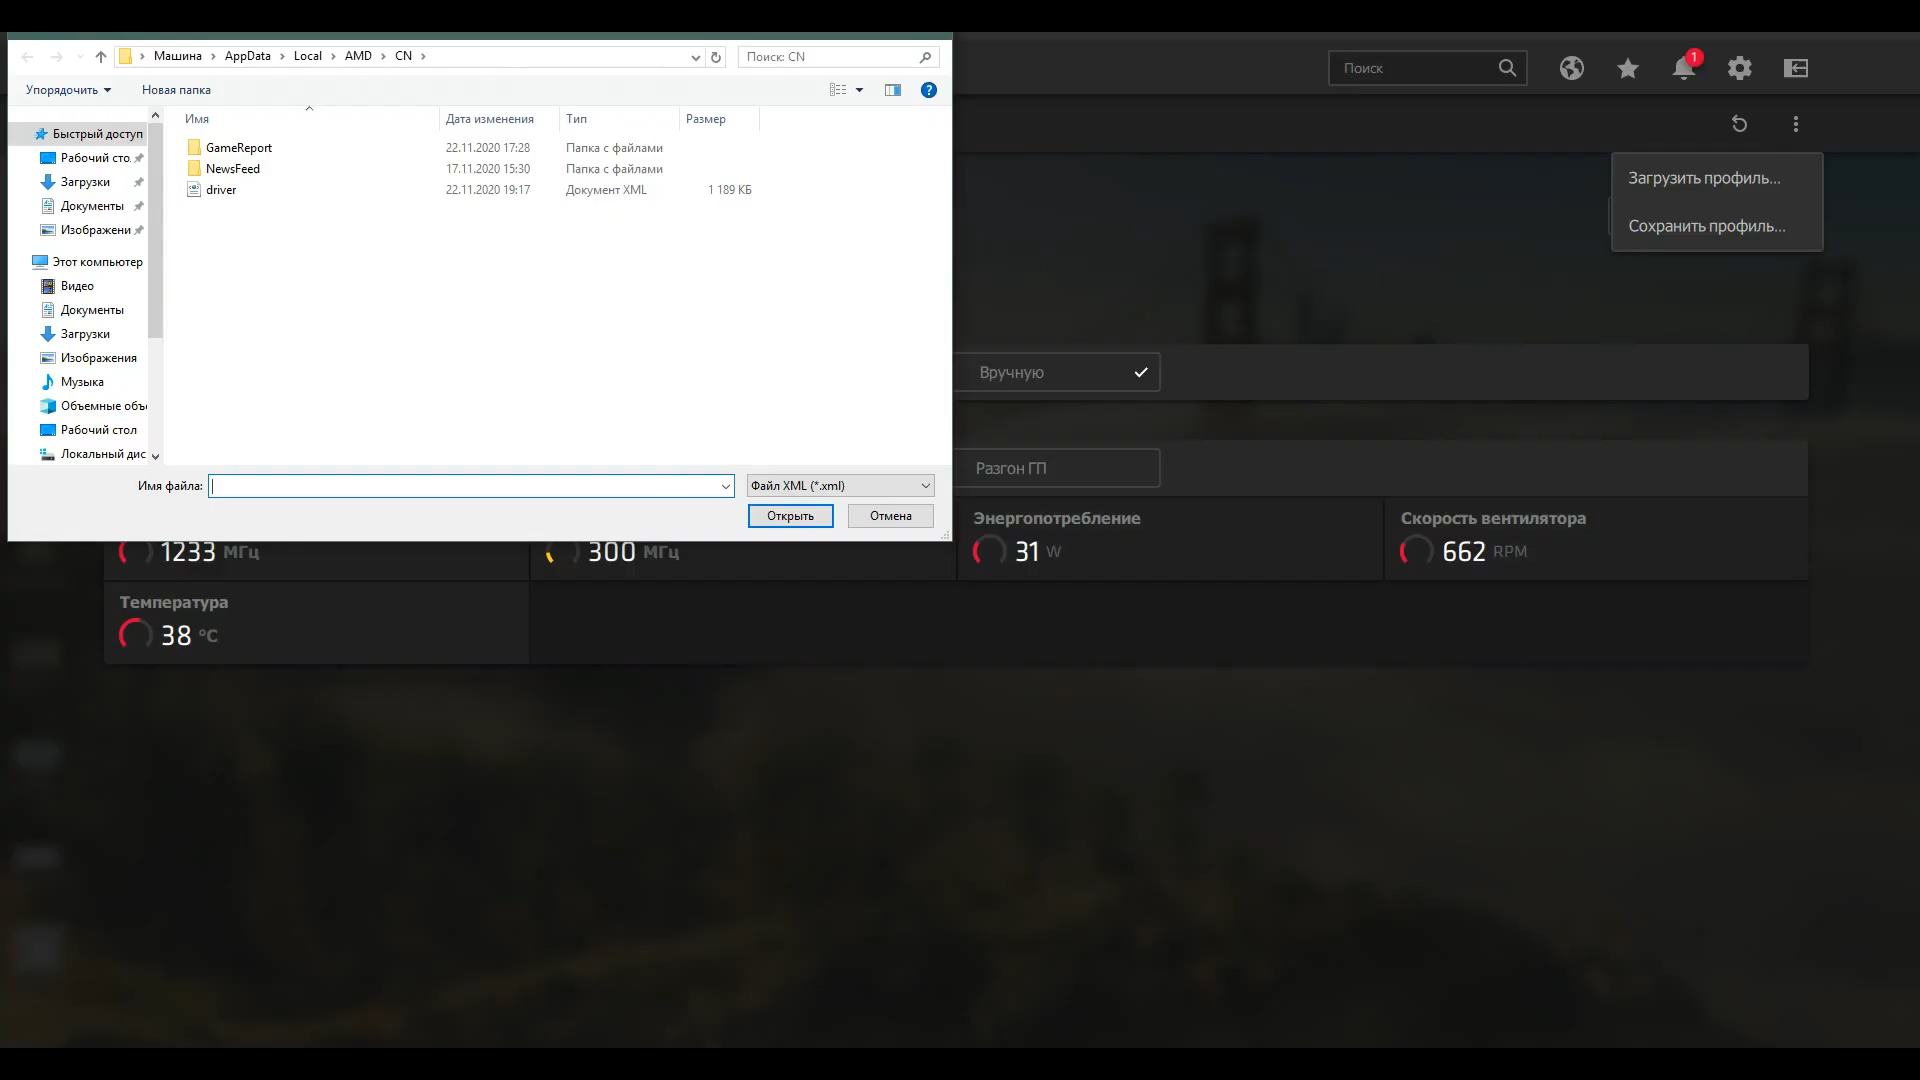 Машина > AppData > Local > AMD > CN >
Поиск: CN
Упорядочить
Новая папка
Имя
Дата изменения
Тип
Размер
GameReport 22.11.2020 17:28 Папка с файлами
NewsFeed 17.11.2020 15:30 Папка с файлами
driver 22.11.2020 19:17 Документ XML 1 189 КБ
Быстрый доступ
Рабочий сто.
Загрузки
Документы
Изображени
Этот компьютер
Видео
Документы
Загрузки
Изображения
Музыка
Объемные объ
Рабочий стол
Локальный дис
Имя файла:
Файл XML (*.xml)
Открыть
Отмена
Поиск
1
Загрузить профиль...
Сохранить профиль...
Вручную
Разгон ГП
1233 МГц
300 МГц
Энергопотребление
31 W
Скорость вентилятора
662 RPM
Температура
38 °C